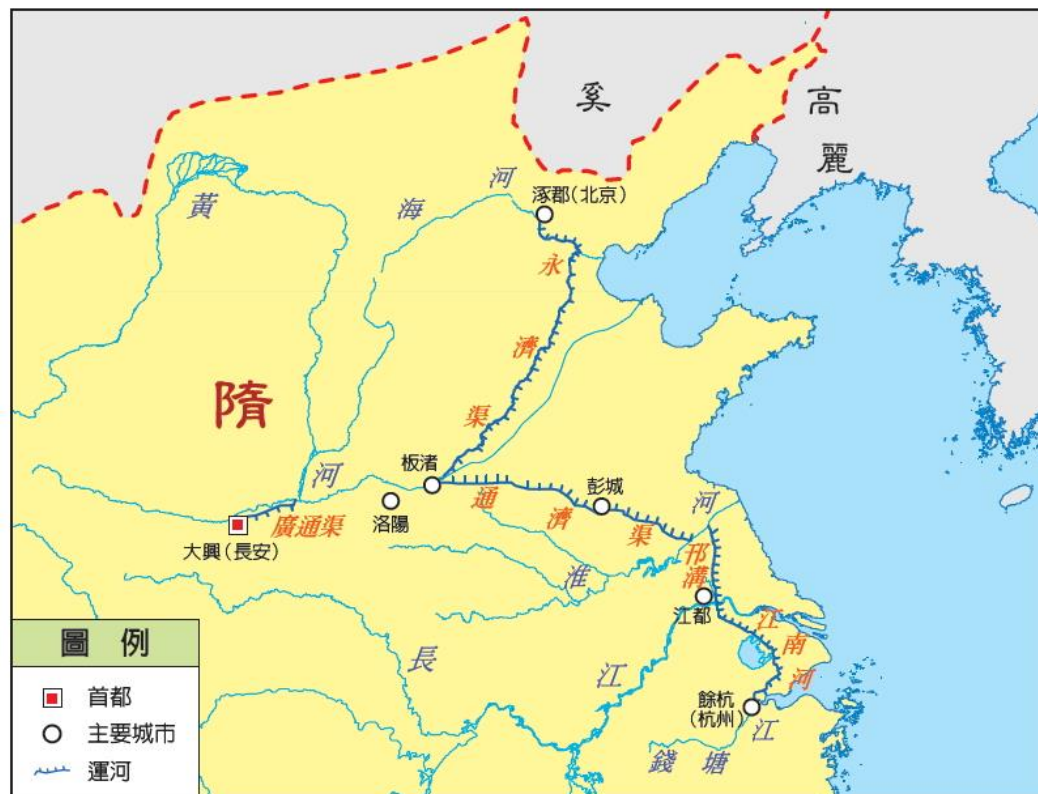 奚
高
麗
黃
海
河
涿郡(北京)
永
濟
渠
隋
河
板渚
洛陽
通
濟
渠
彭城
河
廣通渠
大興(長安)
淮
邗
溝
江都
江
南
河
長
江
餘杭
(杭州)
江
錢塘
圖 例
首都
主要城市
運河